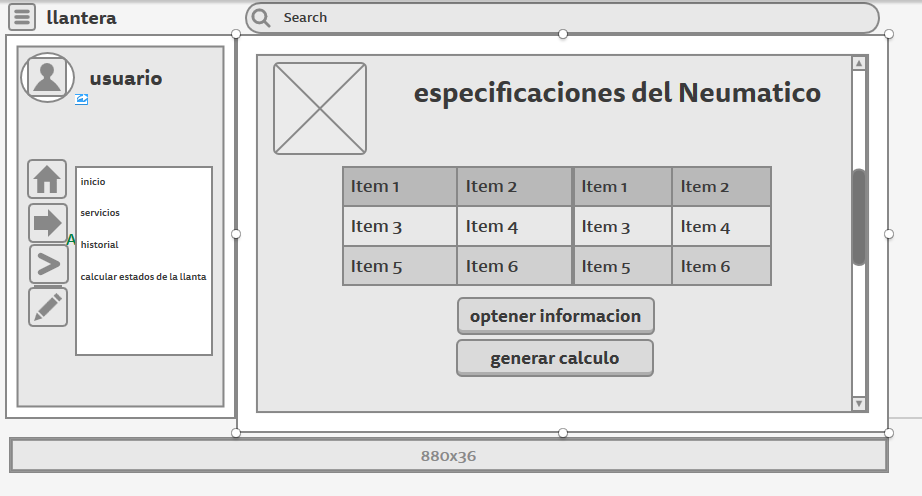 llantera
Search
usuario
A
inicio
servicios
historial
calcular estados de la llanta
especificaciones del Neumatico
Item 1 Item 2 Item 1 Item 2
Item 3 Item 4 Item 3 Item 4
Item 5 Item 6 Item 5 Item 6
optener informacion
generar calculo
880x36